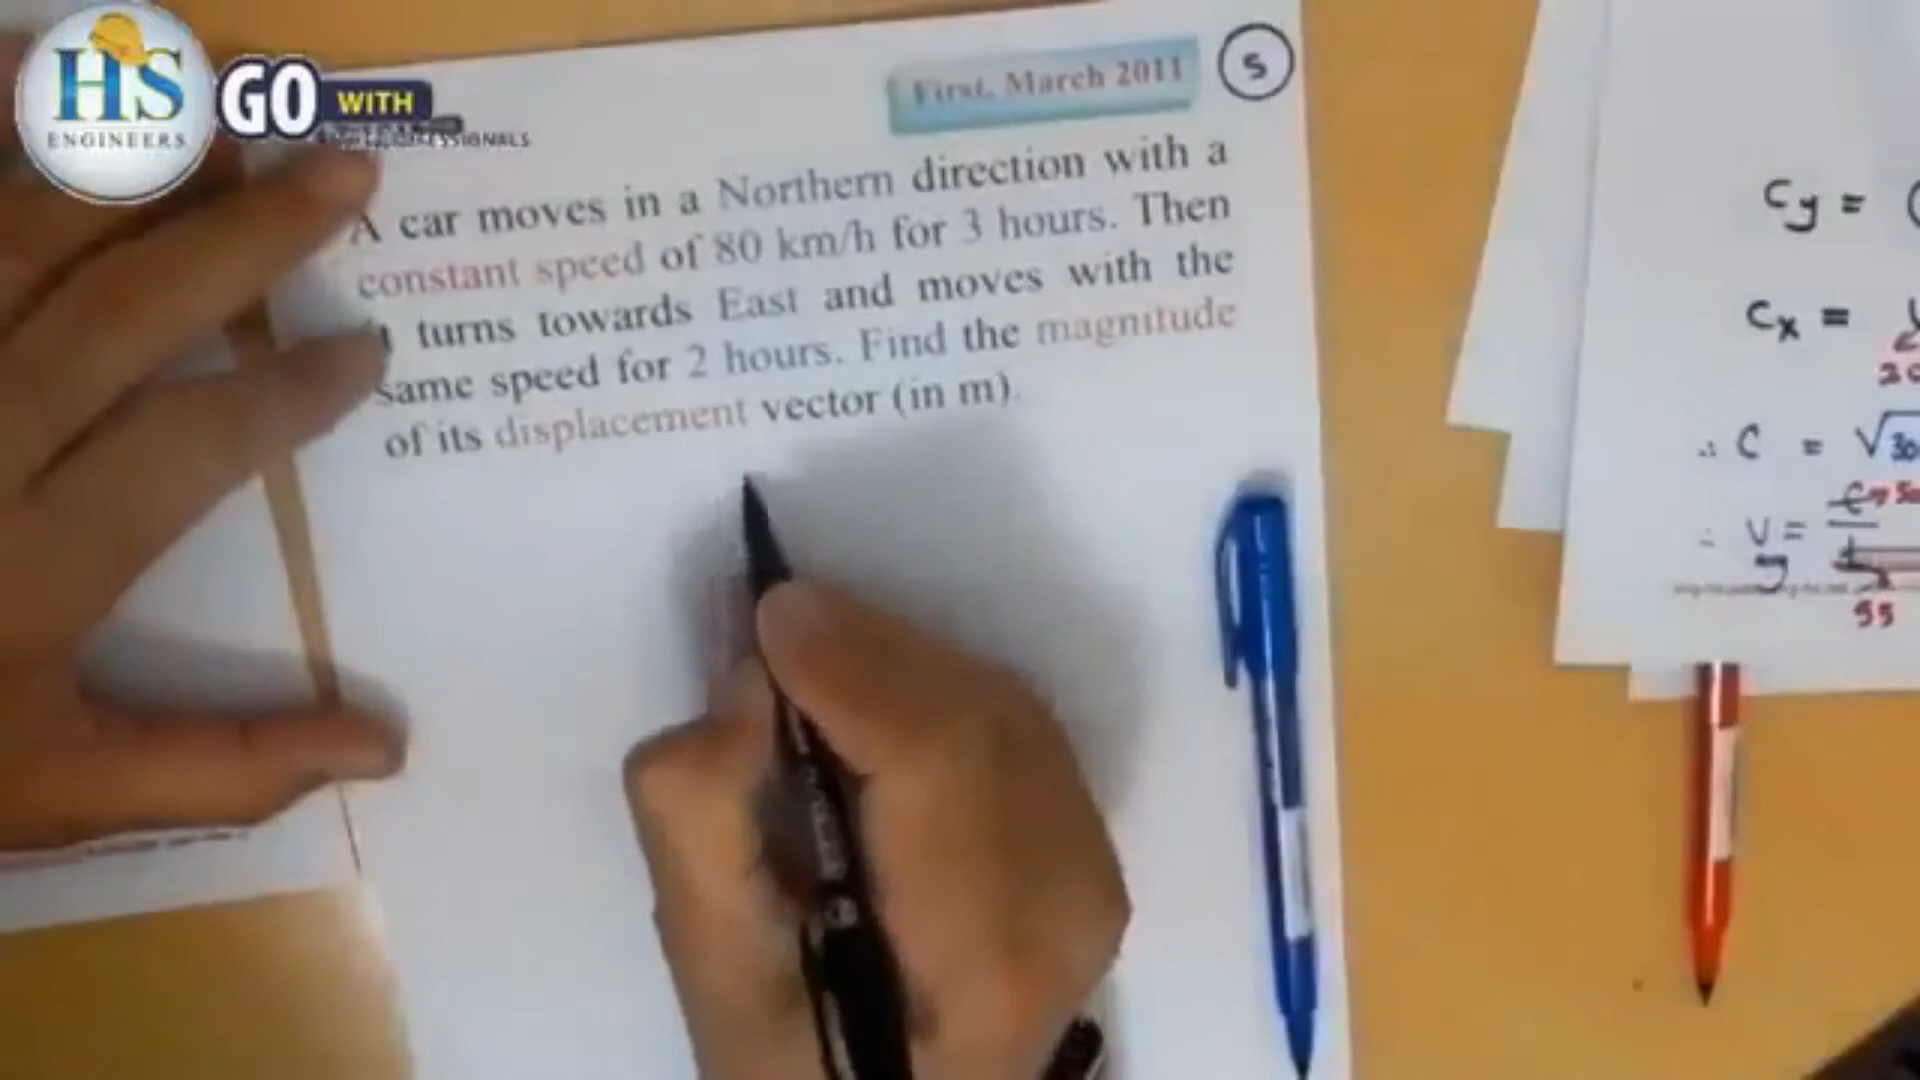 HS
ENGINEERS
GO WITH
First, March 2011
5
A car moves in a Northern direction with a
constant speed of 80 km/h for 3 hours. Then
turns towards East and moves with the
same speed for 2 hours. Find the magnitude
of its displacement vector (in m).
Cy =
Cx =
20
∴ C = √30
V =
55